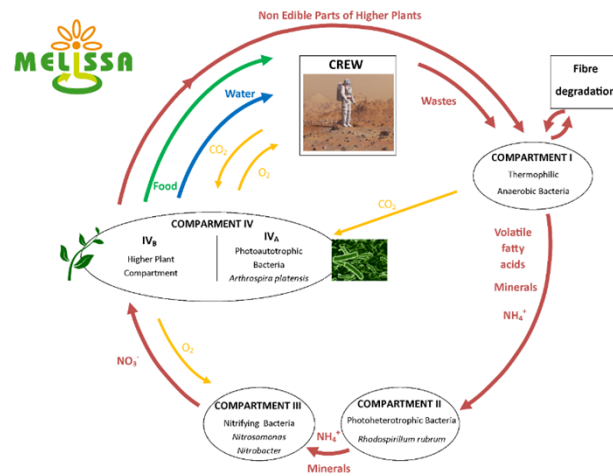 Non Edible Parts of Higher Plants
MELiSSA
CREW
Fibre
degradation
Water
Wastes
CO2
O2
Food
COMPARTMENT I
Thermophilic
Anaerobic Bacteria
CO2
COMPARMENT IV
IVB
Higher Plant
Compartment
IVA
Photoautotrophic
Bacteria
Arthrospira platensis
Volatile
fatty
acids
Minerals
NH4+
O2
NO3-
COMPARTMENT III
Nitrifying Bacteria
Nitrosomonas
Nitrobacter
NH4+
Minerals
COMPARTMENT II
Photoheterotrophic Bacteria
Rhodospirillum rubrum